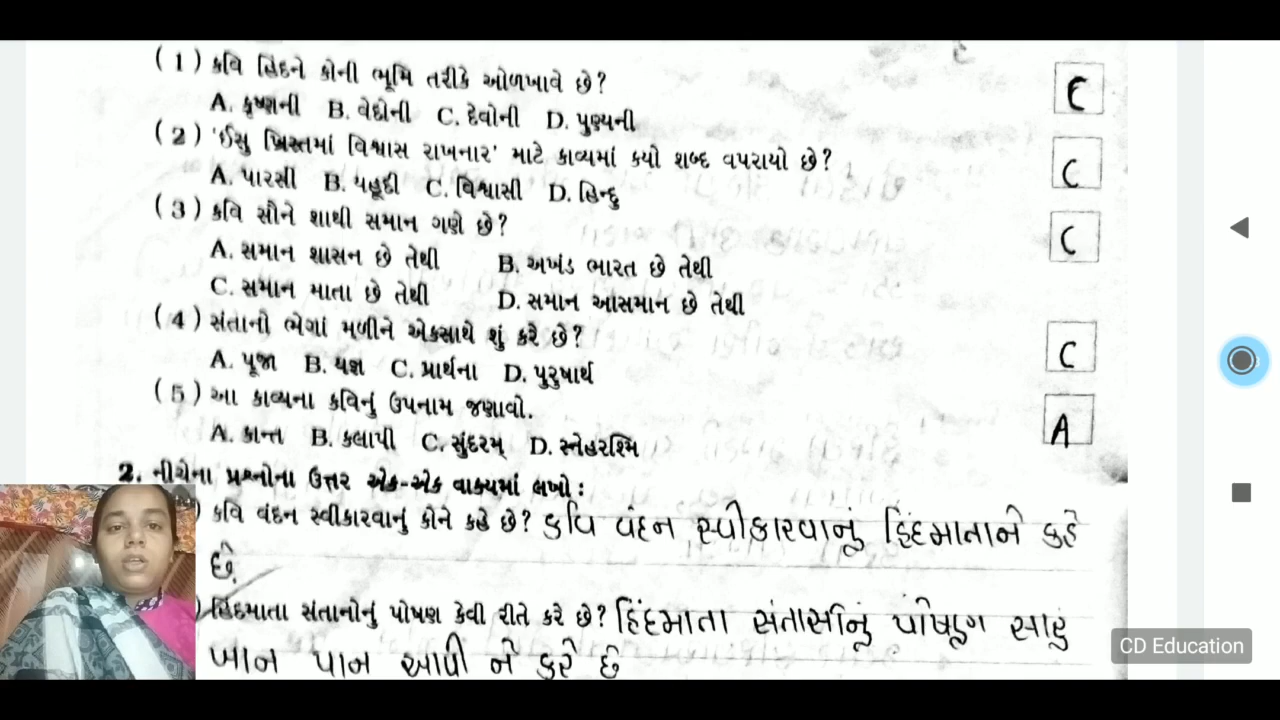 (1) કવિ હિંદને કોની ભૂમિ તરીકે ઓળખાવે છે? C
A. કૃષ્ણની B. વેદોની C. દેવોની D. પુણ્યની
(2) 'ઈસુ ખ્રિસ્તમાં વિશ્વાસ રાખનાર' માટે કાવ્યમાં કયો શબ્દ વપરાયો છે? C
A. પારસી B. યહૂદી C. વિશ્વાસી D. હિન્દુ
(3) કવિ સૌને શાથી સમાન ગણે છે? C
A. સમાન શાસન છે તેથી B. અખંડ ભારત છે તેથી
C. સમાન માતા છે તેથી D. સમાન આસમાન છે તેથી
(4) સંતાનો ભેગાં મળીને એકસાથે શું કરે છે? C
A. પૂજા B. યજ્ઞ C. પ્રાર્થના D. પુરુષાર્થ
(5) આ કાવ્યના કવિનું ઉપનામ જણાવો. A
A. કાન્ત B. કલાપી C. સુંદરમ્ D. સ્નેહરશ્મિ
2. નીચેના પ્રશ્નોના ઉત્તર એક-એક વાક્યમાં લખો :
) કવિ વંદન સ્વીકારવાનું કોને કહે છે? કવિ વંદન સ્વીકારવાનું હિંદમાતાને કહે
છે.
) હિંદમાતા સંતાનોનું પોષણ કેવી રીતે કરે છે? હિંદમાતા પોષણ સારું
ખાન પાન આપી ને કરે છે
CD Education